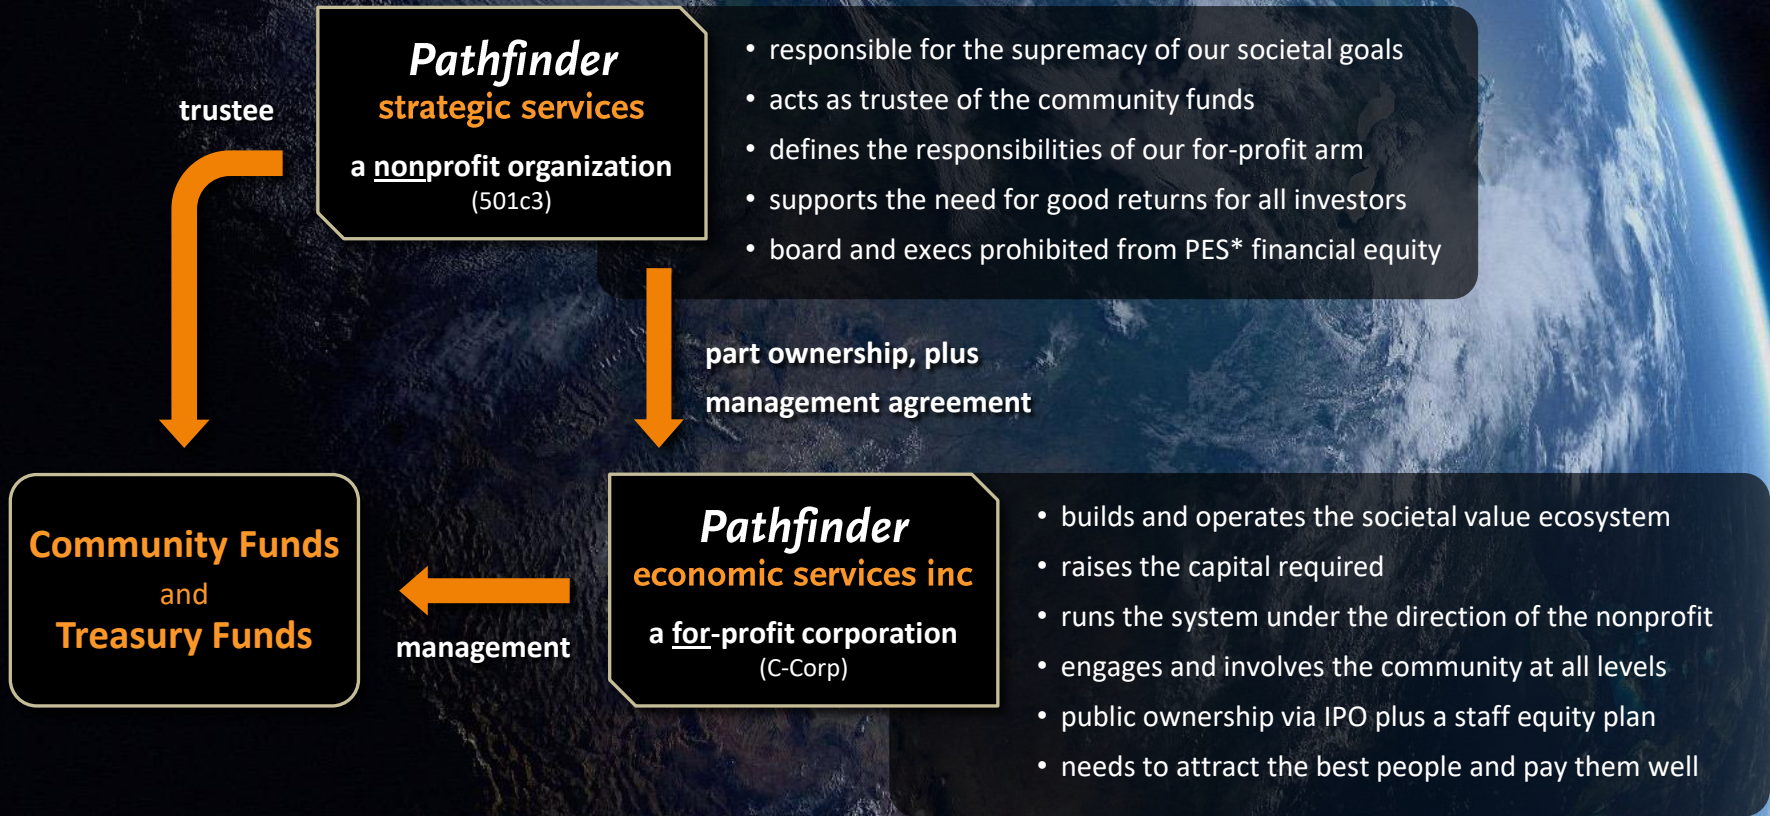 Pathfinder
strategic services
a nonprofit organization
(501c3)
• responsible for the supremacy of our societal goals
• acts as trustee of the community funds
• defines the responsibilities of our for-profit arm
• supports the need for good returns for all investors
• board and execs prohibited from PES* financial equity
trustee
part ownership, plus
management agreement
Community Funds
and
Treasury Funds
management
Pathfinder
economic services inc
a for-profit corporation
(C-Corp)
• builds and operates the societal value ecosystem
• raises the capital required
• runs the system under the direction of the nonprofit
• engages and involves the community at all levels
• public ownership via IPO plus a staff equity plan
• needs to attract the best people and pay them well